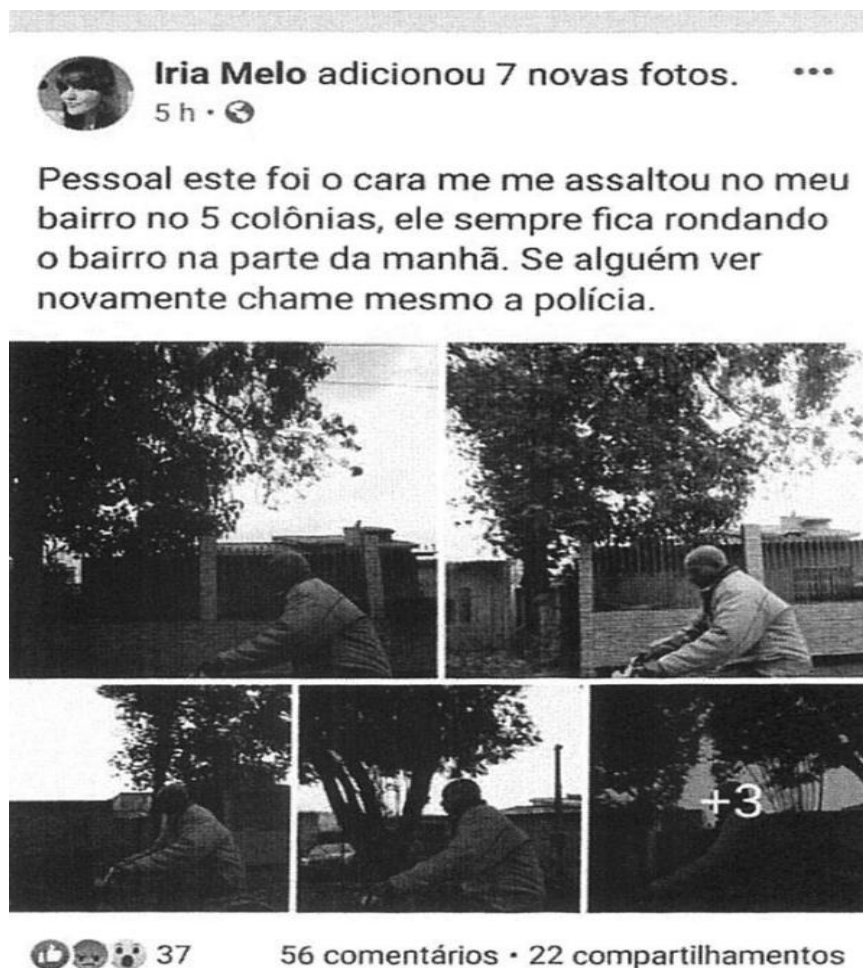 Iria Melo adicionou 7 novas fotos.
5 h
Pessoal este foi o cara me me assaltou no meu
bairro no 5 colônias, ele sempre fica rondando
o bairro na parte da manhã. Se alguém ver
novamente chame mesmo a polícia.
+3
37 56 comentários • 22 compartilhamentos